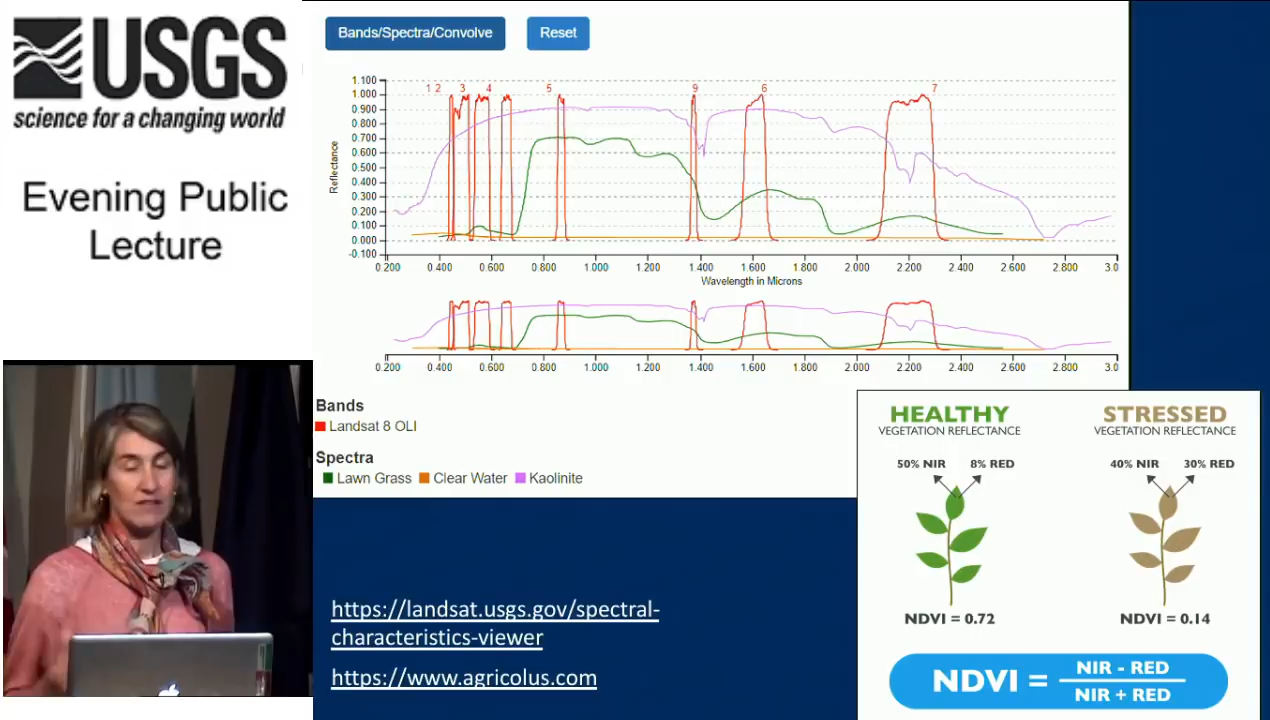 USGS
science for a changing world
Evening Public
Lecture
Bands/Spectra/Convolve
Reset
1 2 3 4 5 9 6 7
1.100
1.000
0.900
0.800
0.700
0.600
0.500
0.400
0.300
0.200
0.100
0.000
-0.100
Reflectance
0.200 0.400 0.600 0.800 1.000 1.200 1.400 1.600 1.800 2.000 2.200 2.400 2.600 2.800 3.0
Wavelength in Microns
0.200 0.400 0.600 0.800 1.000 1.200 1.400 1.600 1.800 2.000 2.200 2.400 2.600 2.800 3.0
Bands
Landsat 8 OLI
Spectra
Lawn Grass Clear Water Kaolinite
https://landsat.usgs.gov/spectral-
characteristics-viewer
https://www.agricolus.com
HEALTHY
VEGETATION REFLECTANCE
50% NIR 8% RED
NDVI = 0.72
STRESSED
VEGETATION REFLECTANCE
40% NIR 30% RED
NDVI = 0.14
NDVI = NIR - RED
NIR + RED